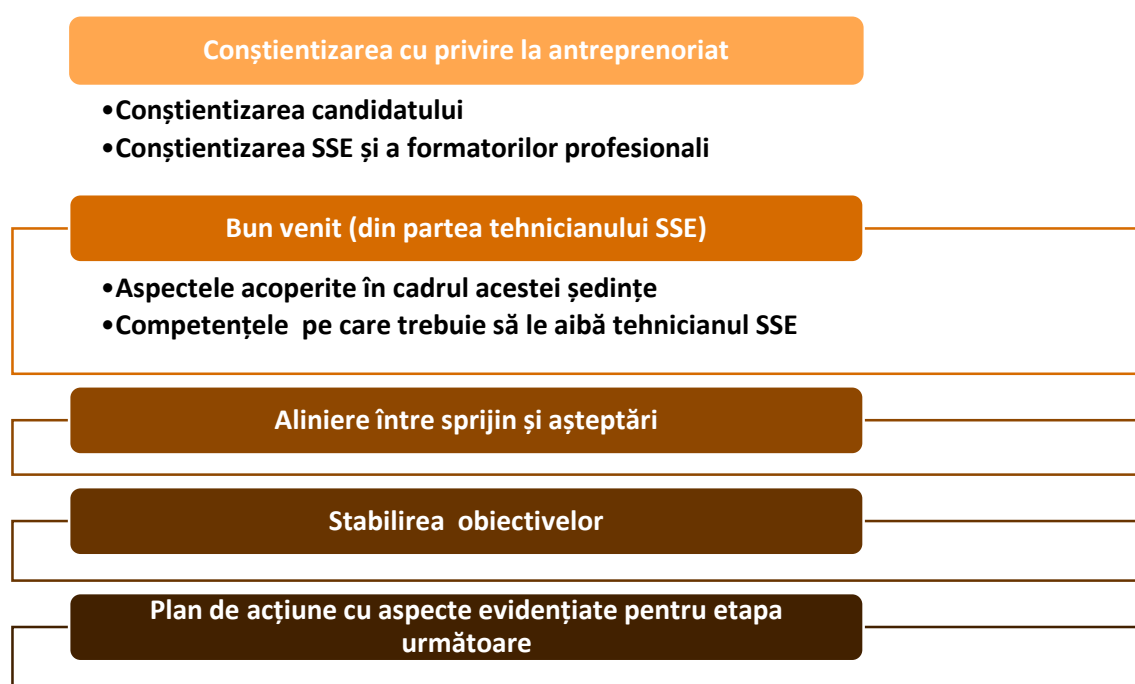 Conștientizarea cu privire la antreprenoriat
•Conștientizarea candidatului
•Conștientizarea SSE și a formatorilor profesionali
Bun venit (din partea tehnicianului SSE)
•Aspectele acoperite în cadrul acestei ședințe
•Competențele  pe care trebuie să le aibă tehnicianul SSE
Aliniere între sprijin și așteptări
Stabilirea  obiectivelor
Plan de acțiune cu aspecte evidențiate pentru etapa
următoare